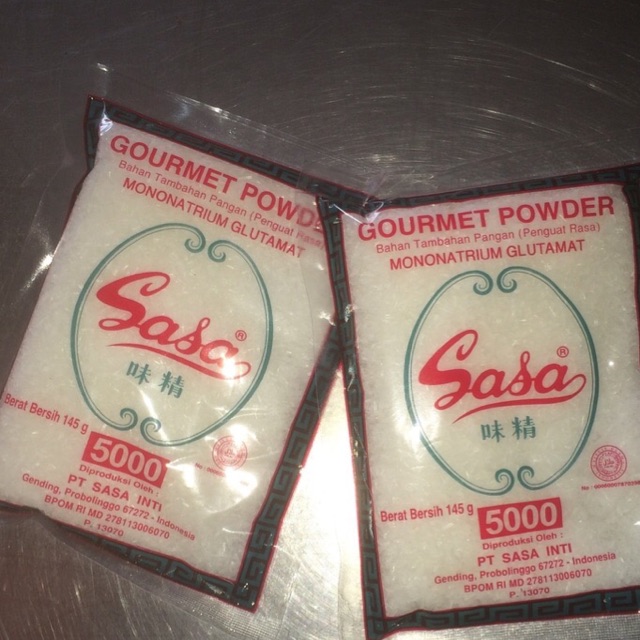 GOURMET POWD
Bahan Tambahan Pangan (Penguat
MONONATRIUM GLUTAMAT
Sasa®
味精
Berat Bersih 145 g
5000
Diproduksi Oleh :
PT SASA INTI
Gending, Probolinggo 67272 - Indonesia
BPOM RI MD 278113006070
P. 13070
GOURMET POWDER
Bahan Tambahan Pangan (Penguat Rasa)
MONONATRIUM GLUTAMAT
Sasa®
味精
Berat Bersih 145 g
5000
Diproduksi Oleh :
PT SASA INTI
Gending, Probolinggo 67272 - Indonesia
BPOM RI MD 278113006070
P. 13070